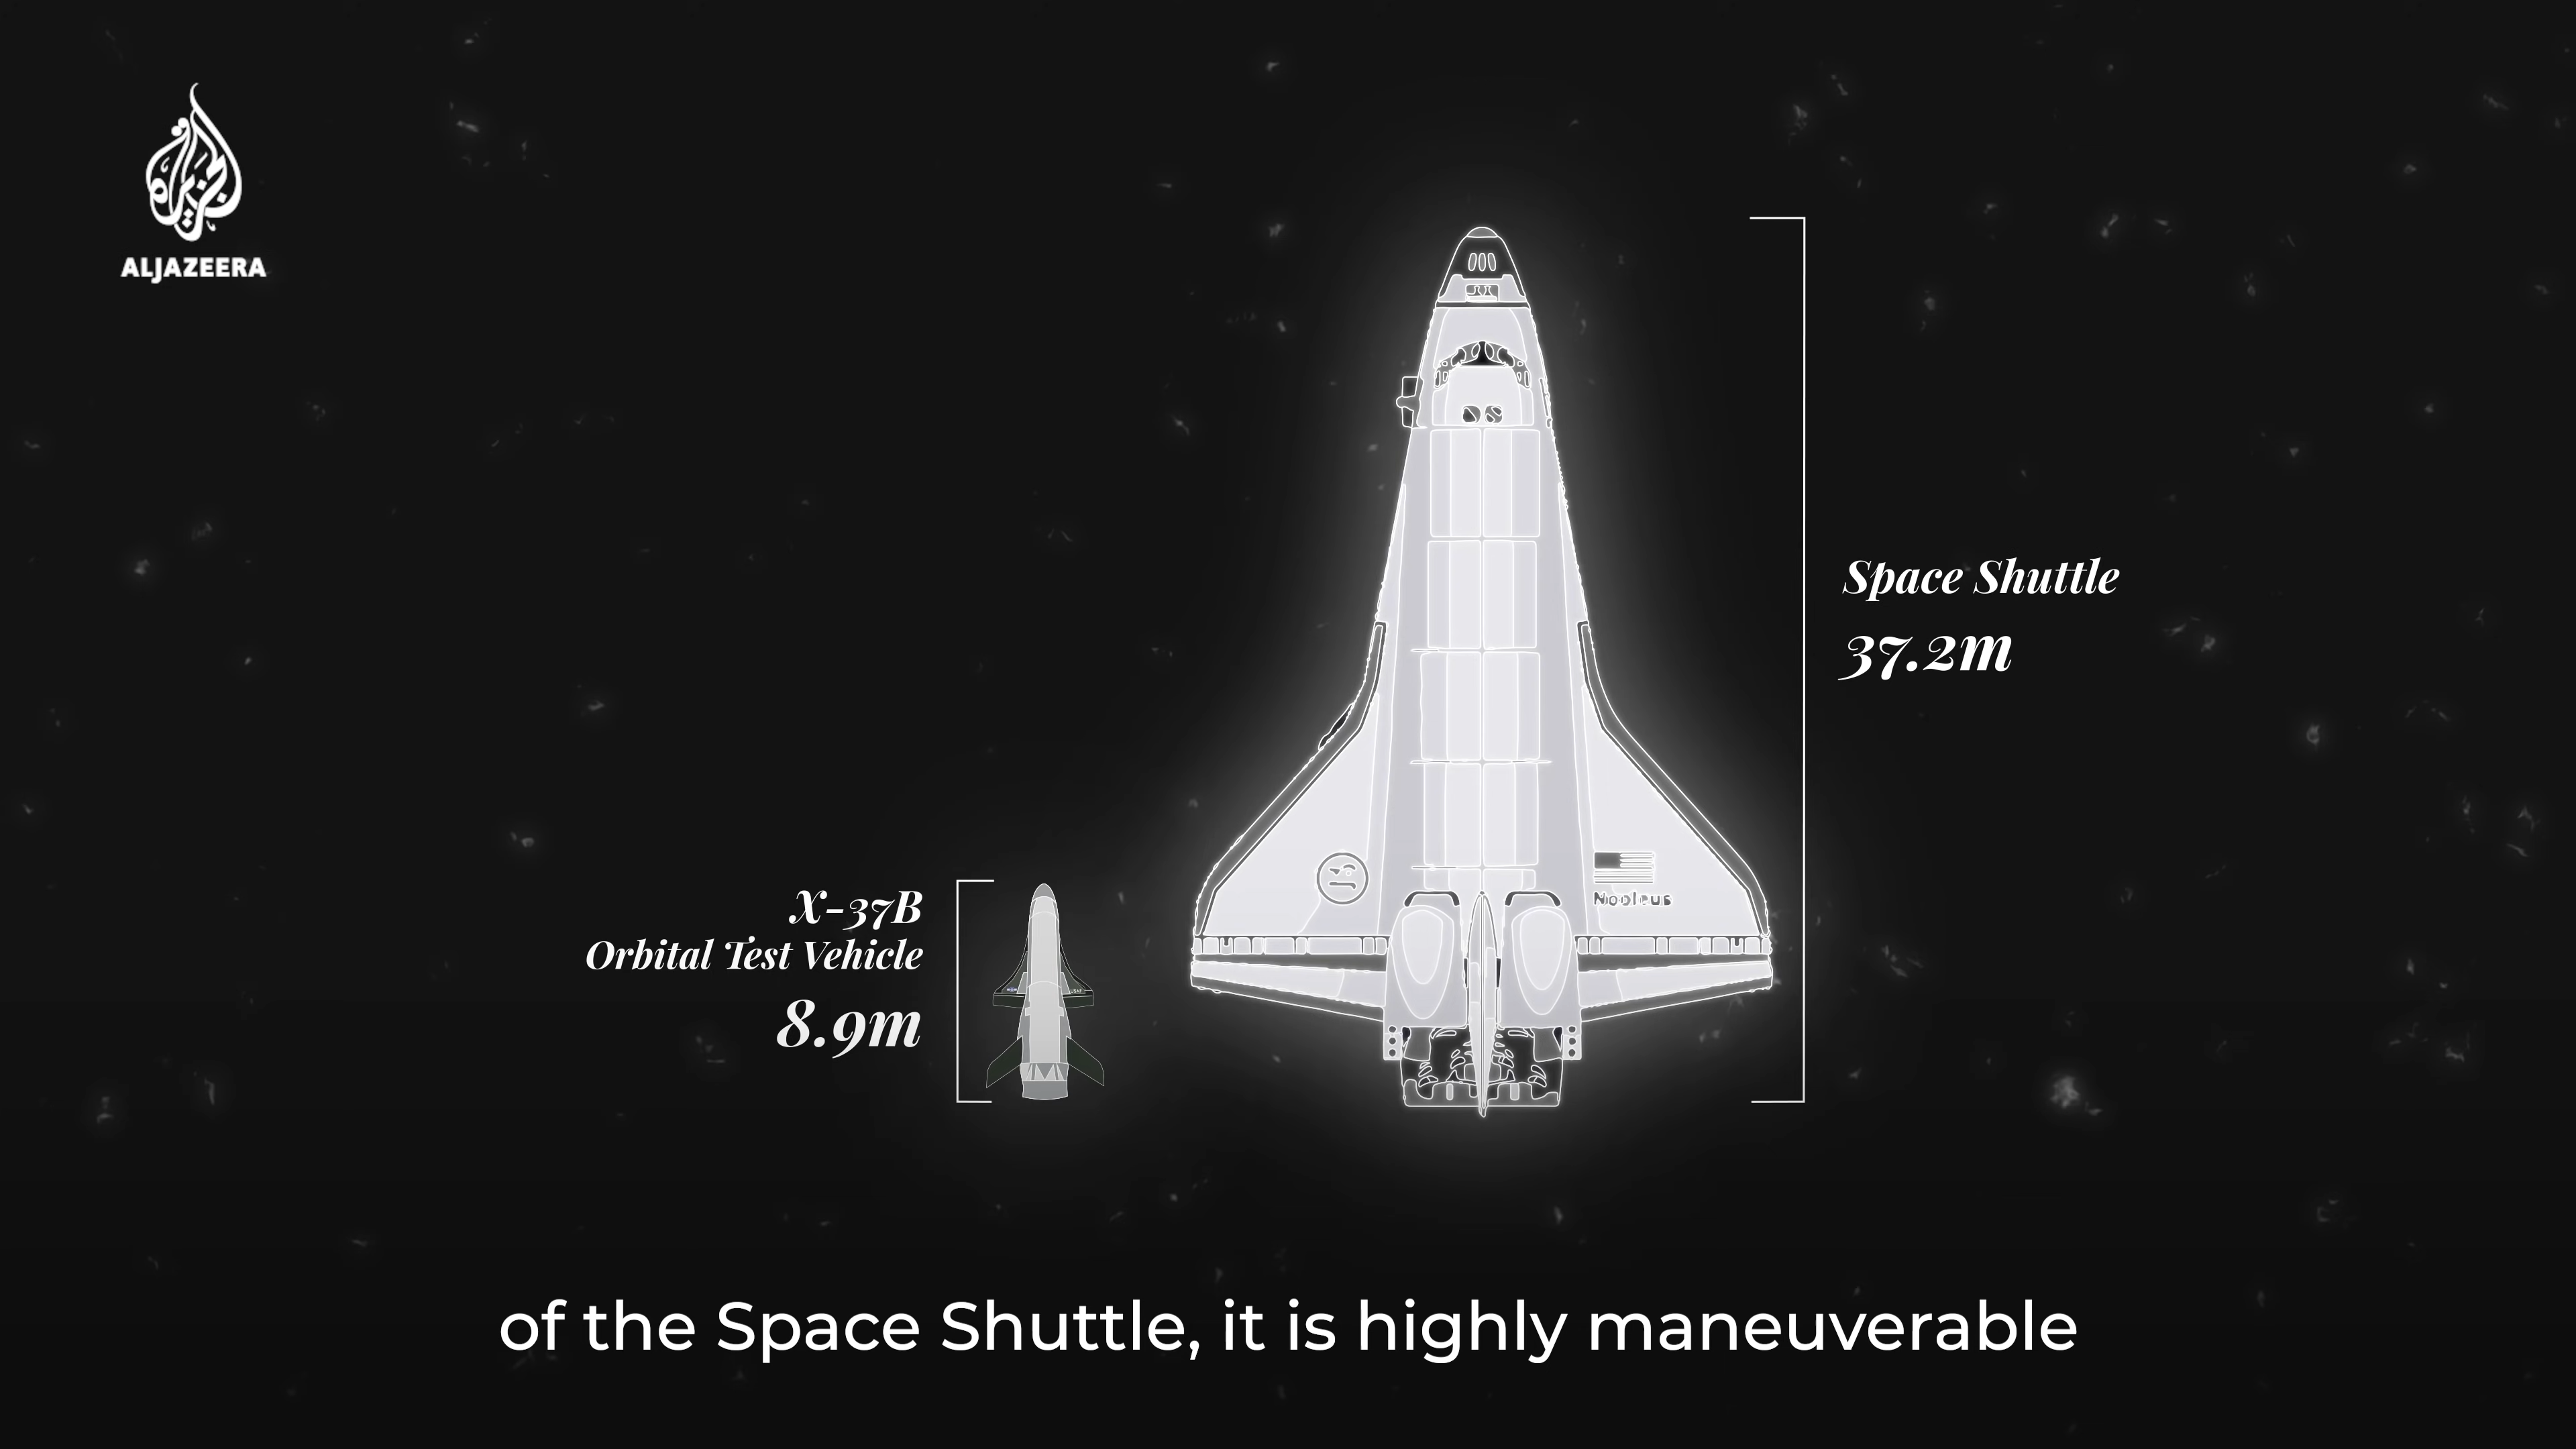 الجزيرة
ALJAZEERA
Space Shuttle
37.2m
X-37B
Orbital Test Vehicle
8.9m
of the Space Shuttle, it is highly maneuverable